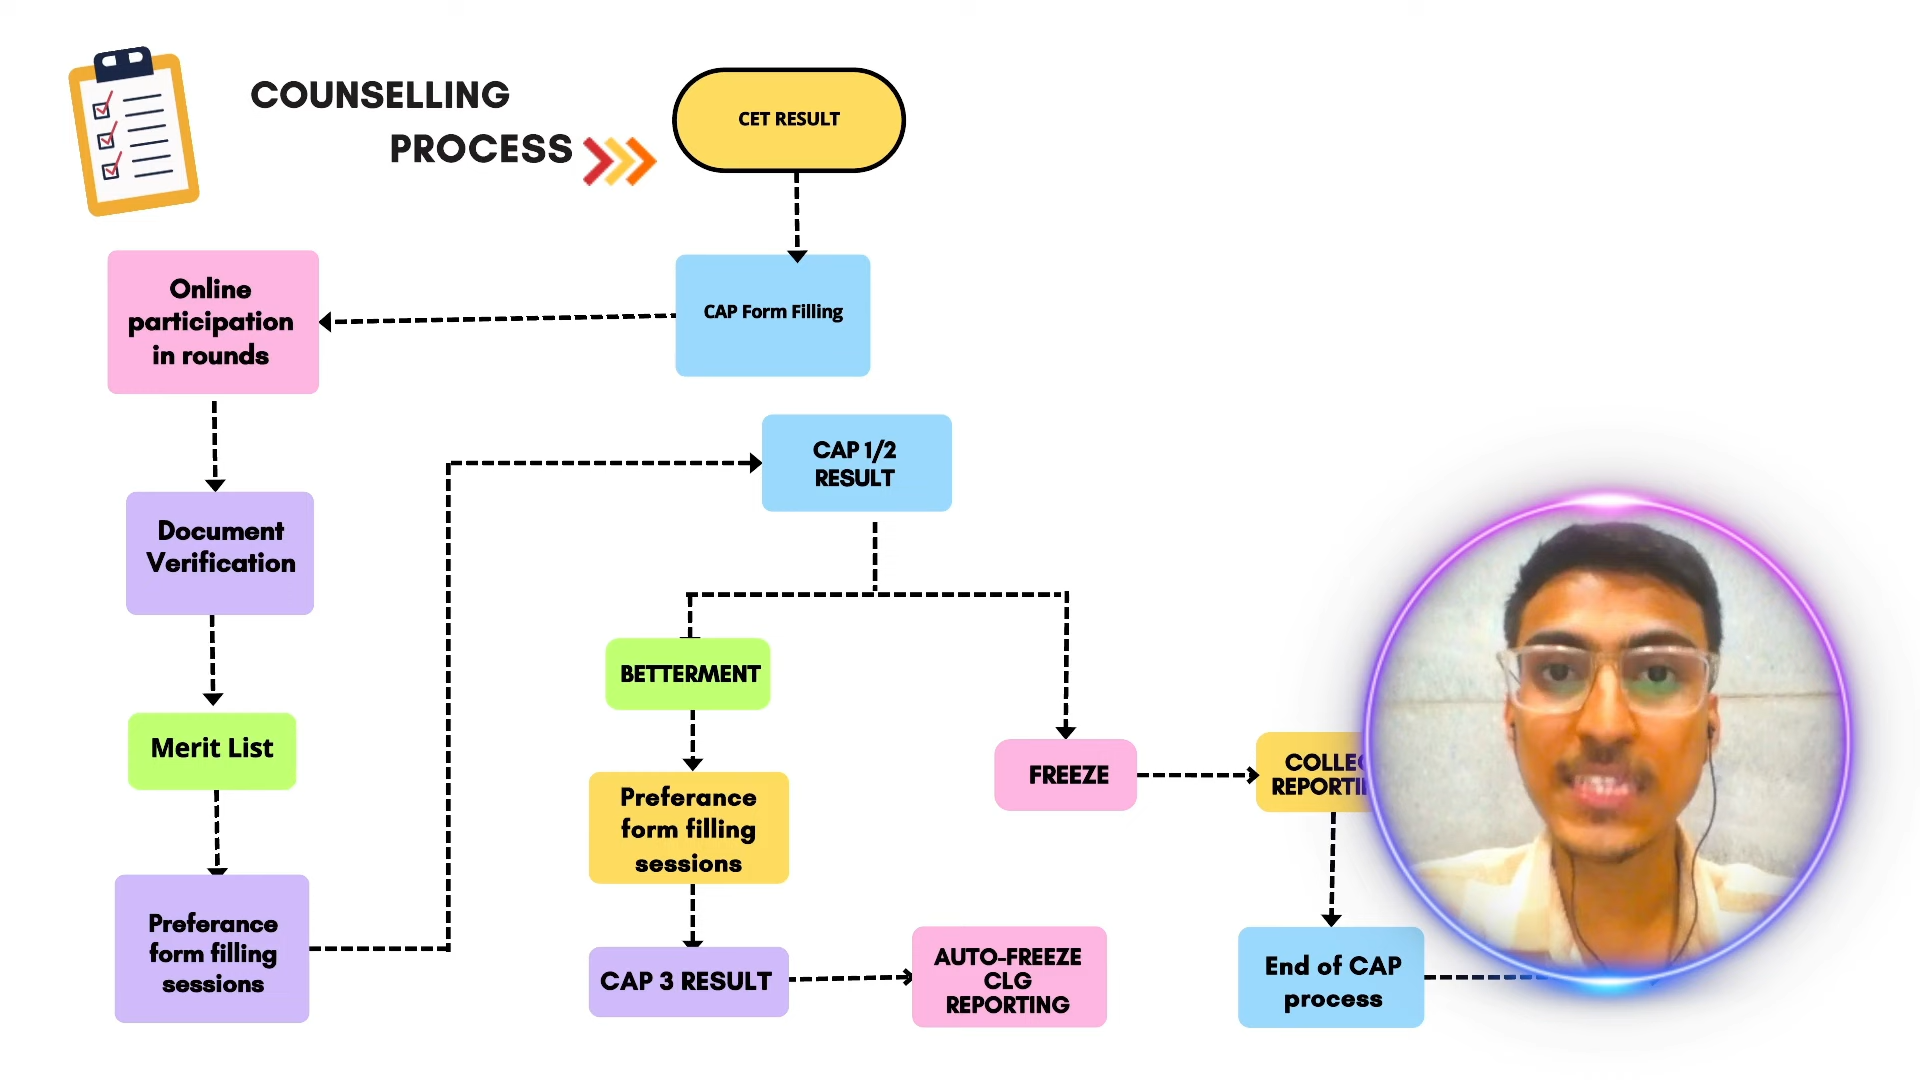 COUNSELLING
PROCESS
CET RESULT
CAP Form Filling
Online
participation
in rounds
Document
Verification
Merit List
Preferance
form filling
sessions
CAP 1/2
RESULT
BETTERMENT
Preferance
form filling
sessions
CAP 3 RESULT
AUTO-FREEZE
CLG
REPORTING
FREEZE
End of CAP
process